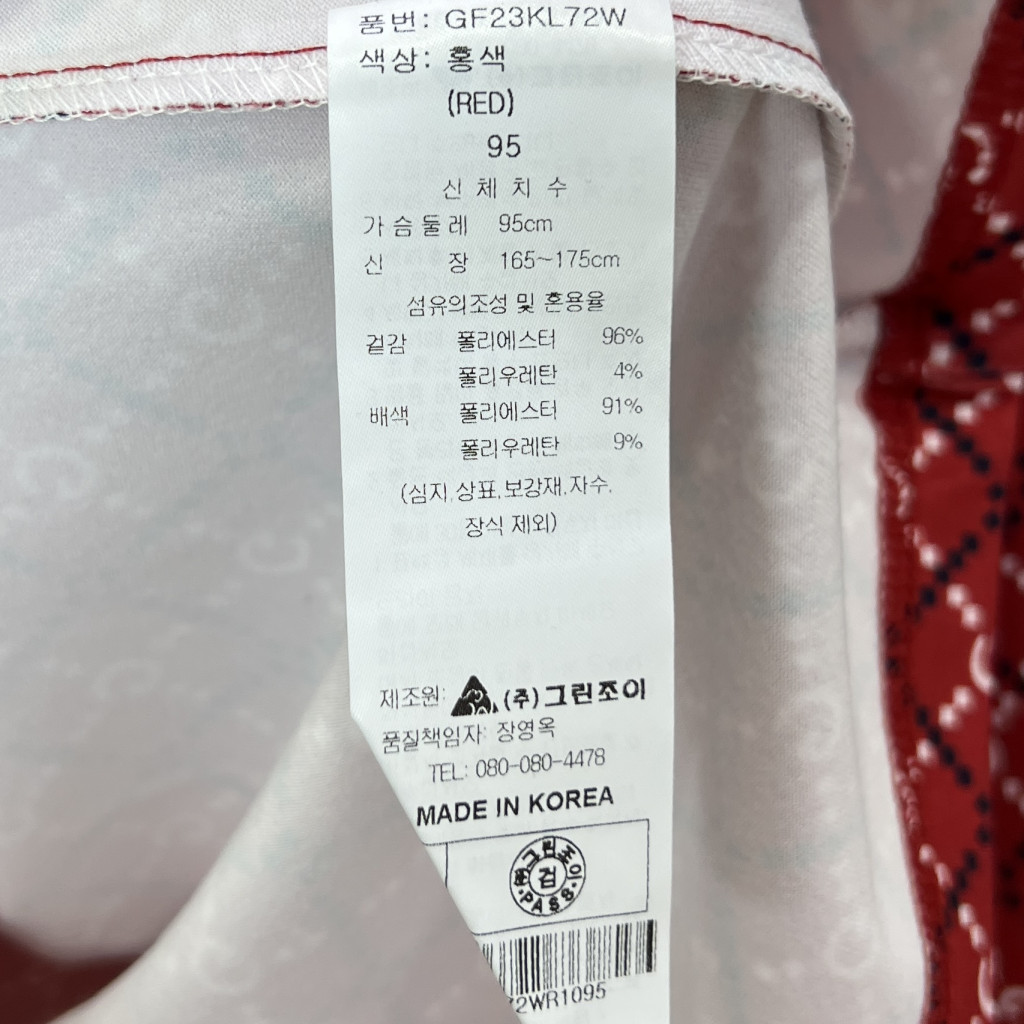 품번: GF23KL72W
색상: 홍색
(RED)
95
신 체 치 수
가 슴 둘 레 95cm
신 장 165~175cm
섬유의조성 및 혼용율
겉감 폴리에스터 96%
폴리우레탄 4%
배색 폴리에스터 91%
폴리우레탄 9%
(심지,상표,보강재,자수,
장식 제외)
제조원: (주)그린조이
품질책임자: 장영옥
TEL: 080-080-4478
MADE IN KOREA
㈜그린조이
검
PASS
72WR1095